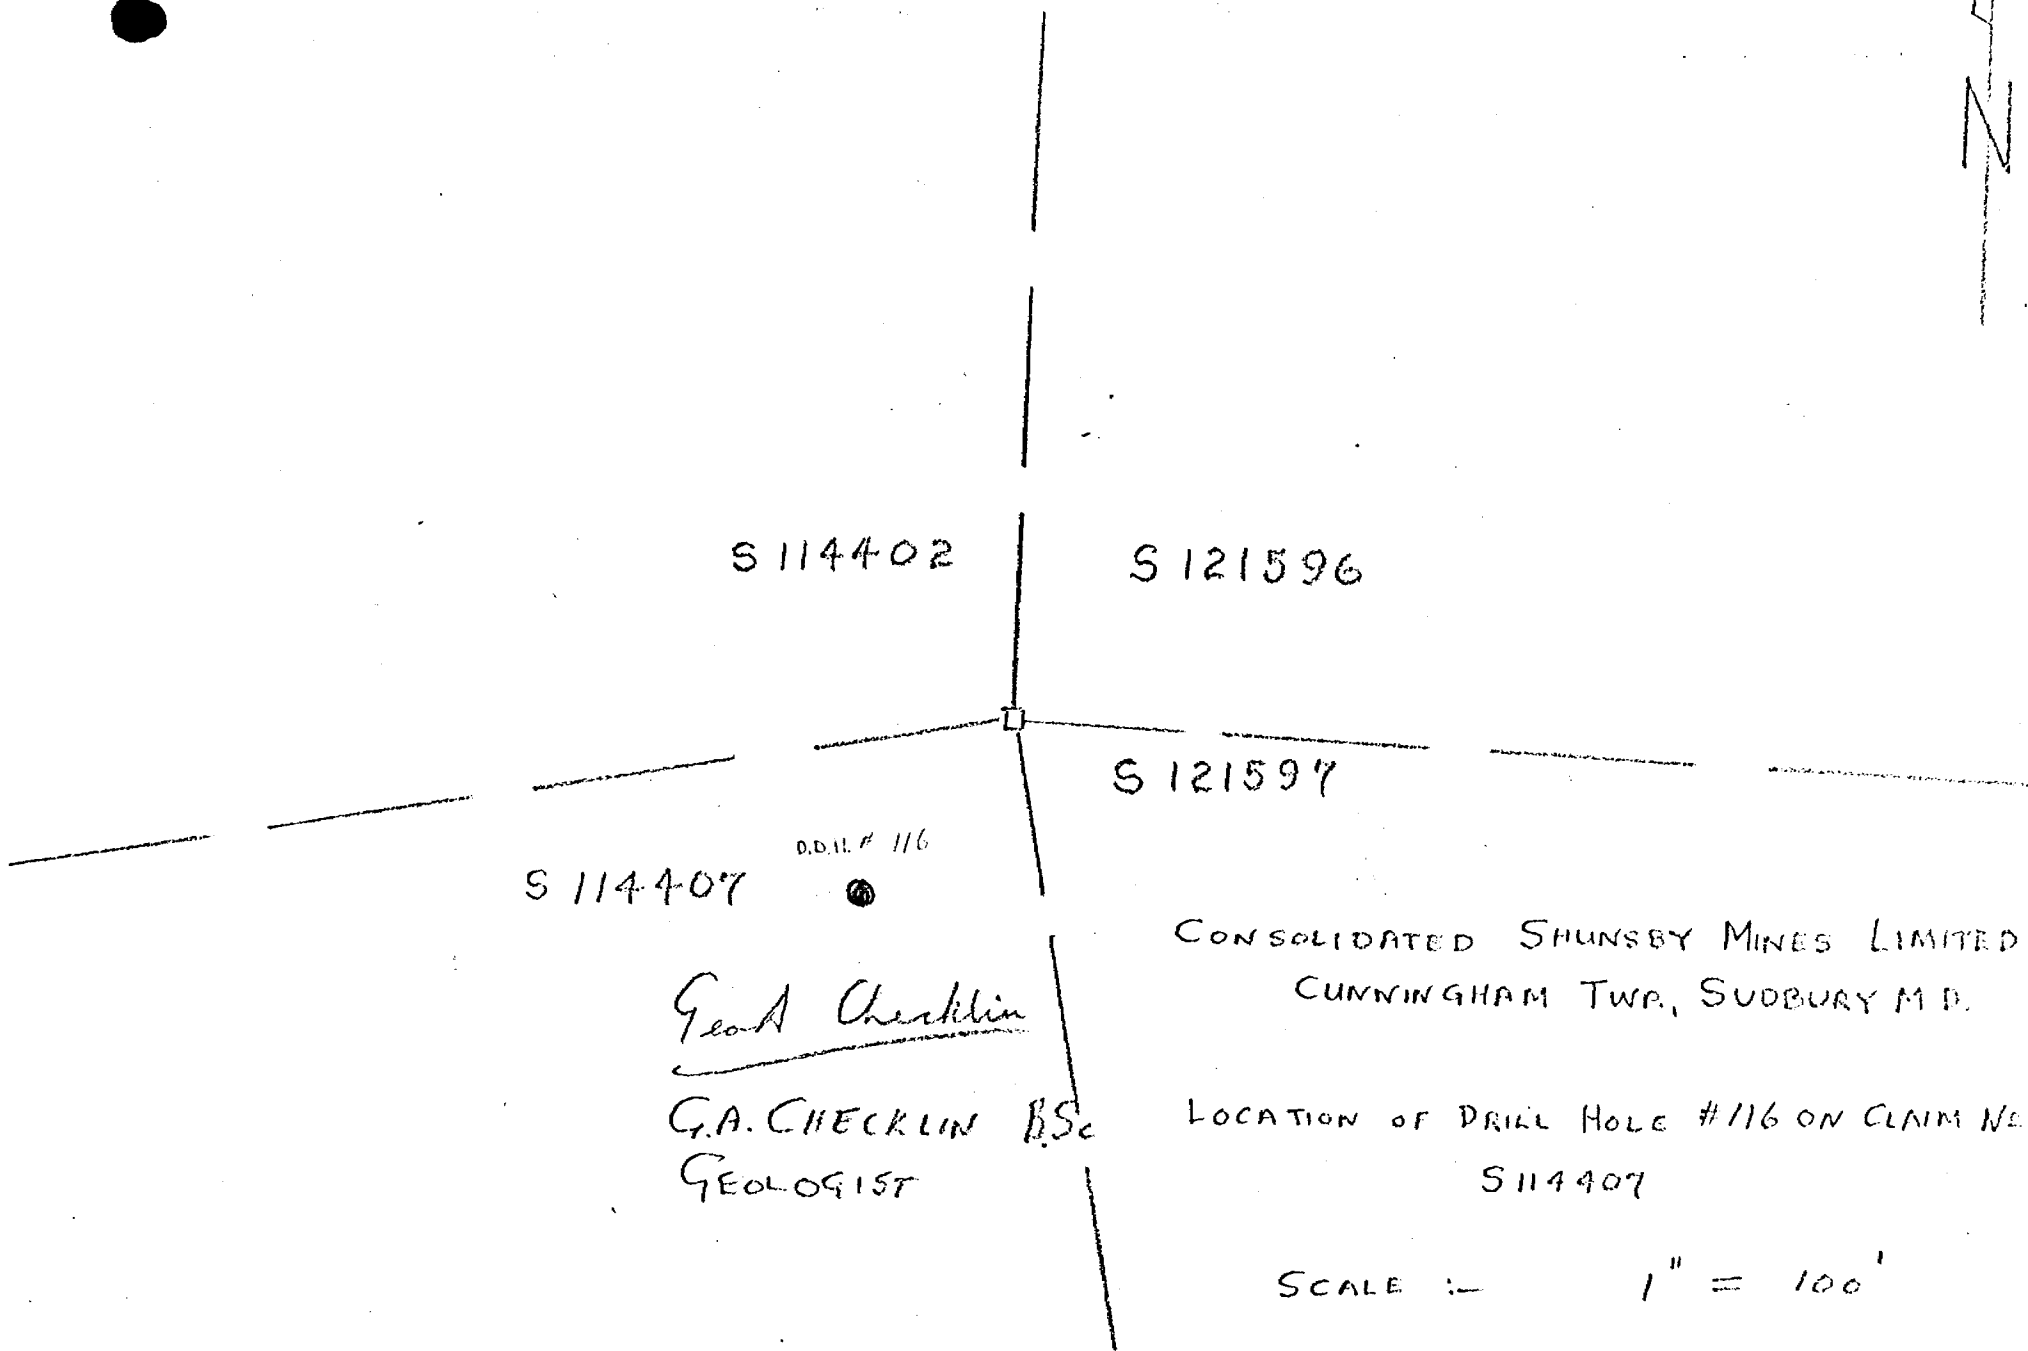 N
S 114402
S 121596
S 121597
D.D.H. # 116
S 114407
CONSOLIDATED SHUNSBY MINES LIMITED
CUNNINGHAM TWP., SUDBURY M.D.
Geo A Checklin
G.A. CHECKLIN B.Sc
GEOLOGIST
LOCATION OF DRILL HOLE #116 ON CLAIM NO
S 114407
SCALE :- 1" = 100'